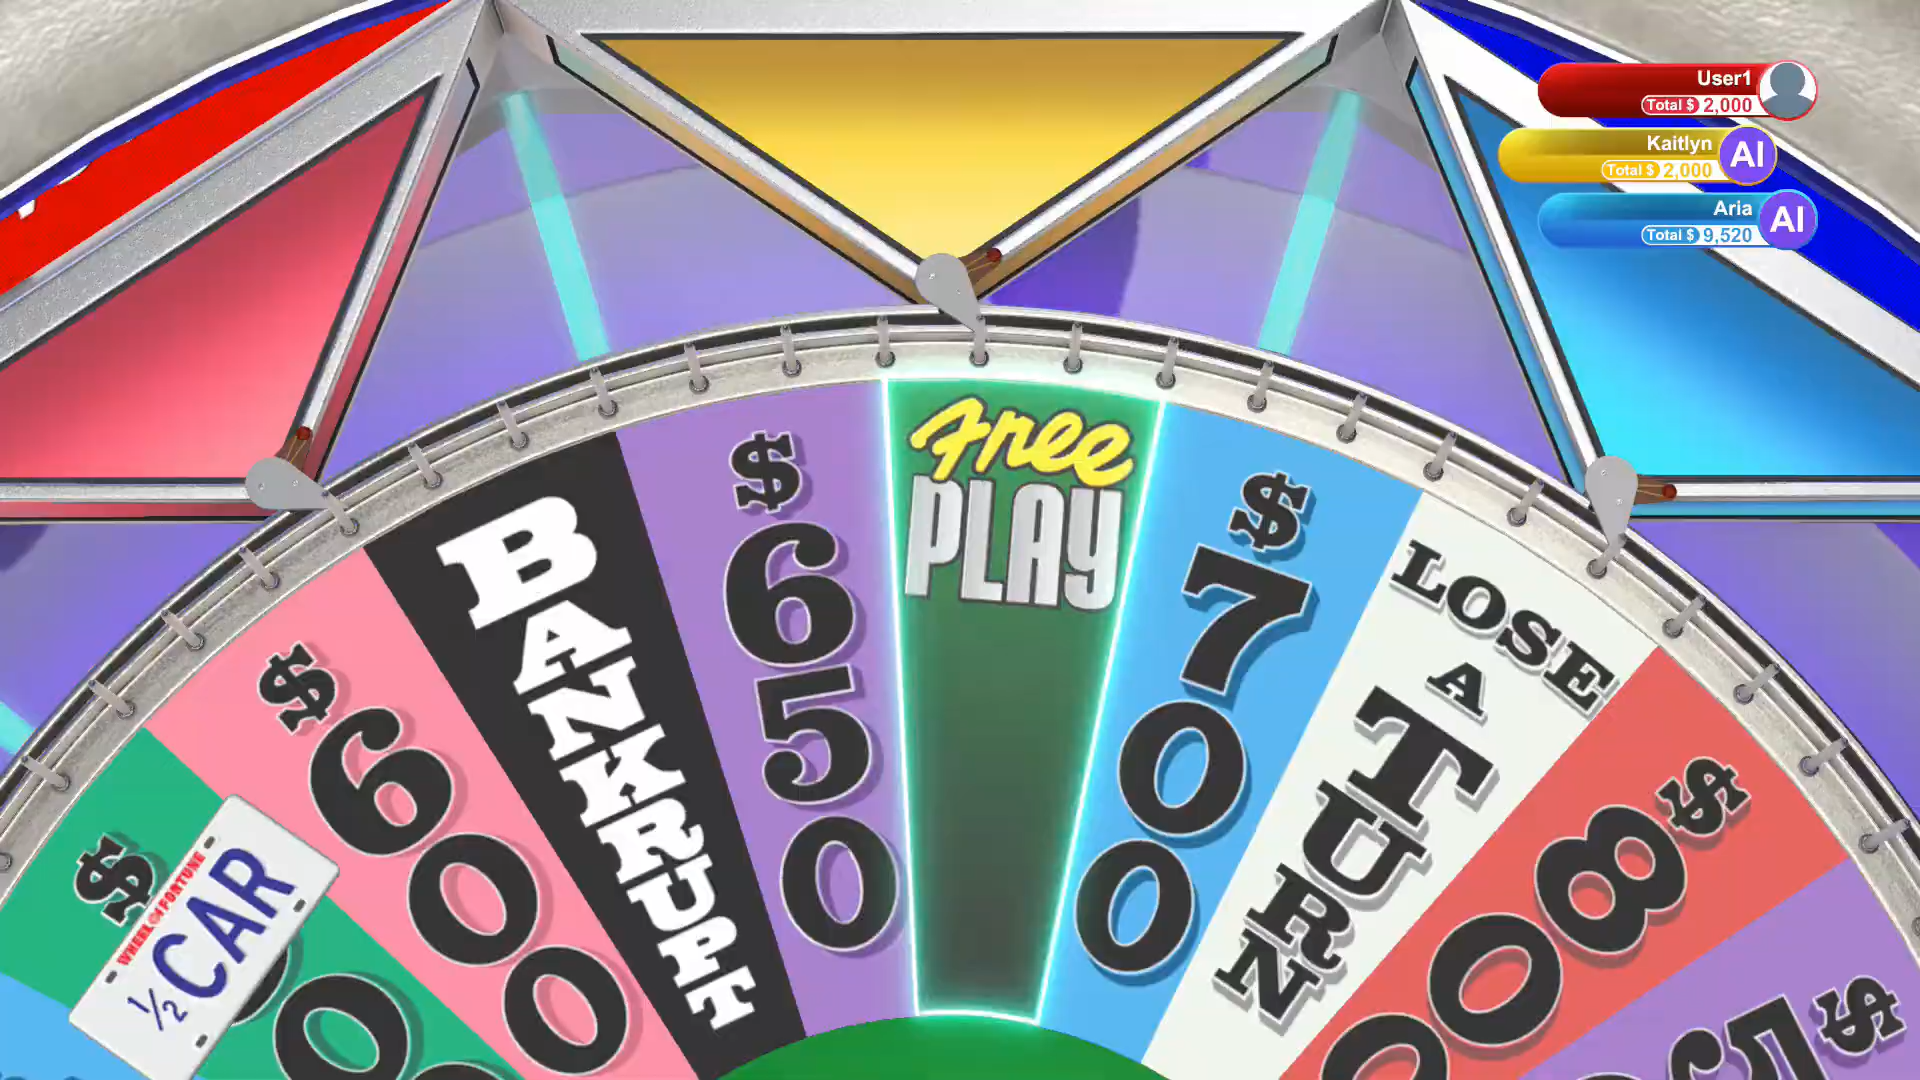 User1
Total $ 2,000
Kaitlyn
AI
Total $ 2,000
Aria
AI
Total $ 9,520
$
WHEEL OF FORTUNE
1/2 CAR
$600
BANKRUPT
$650
Free
PLAY
$700
LOSE
A
TURN
$800
$5